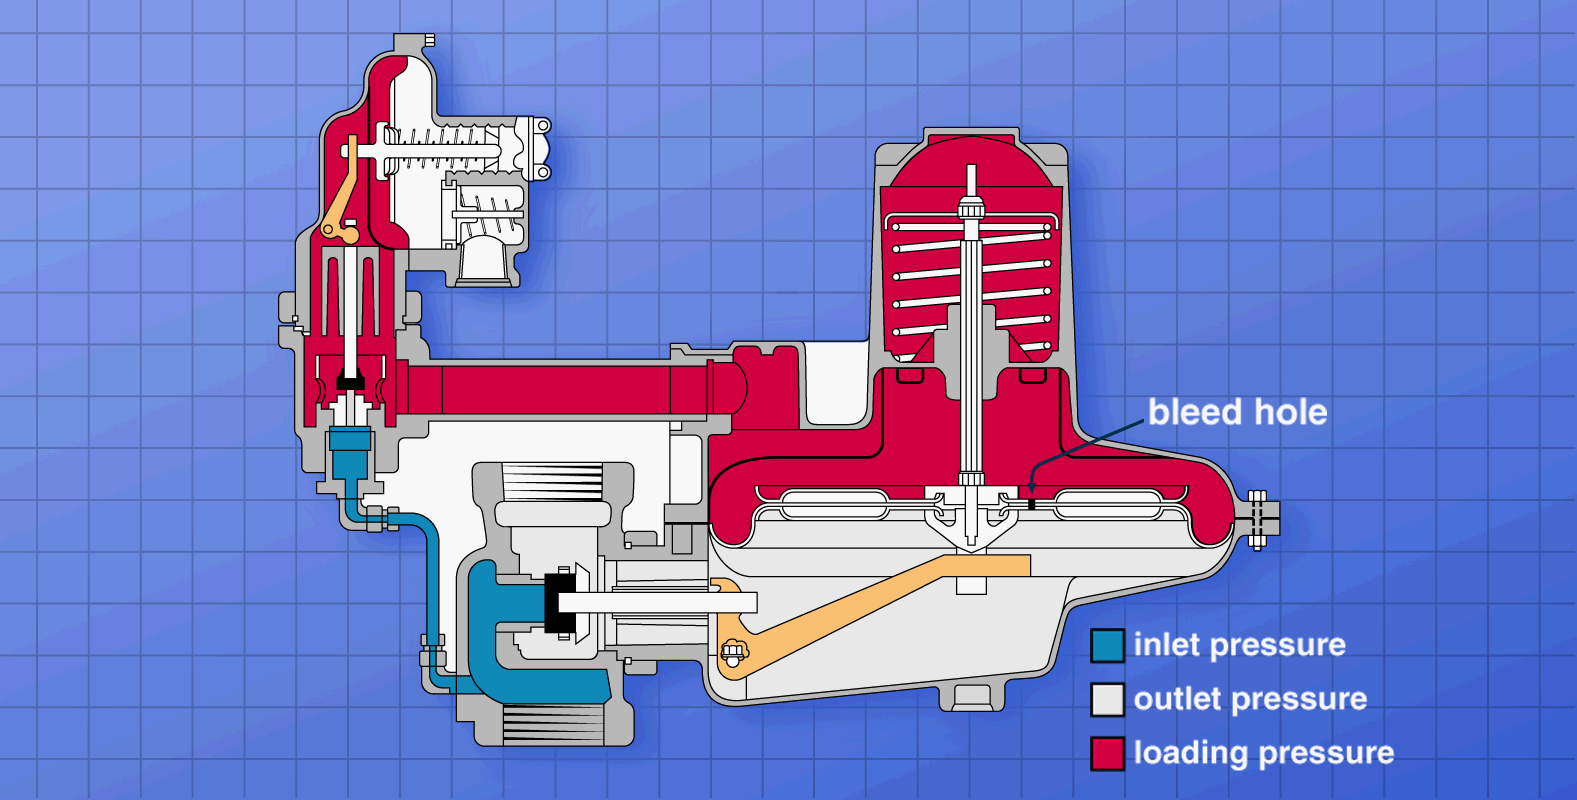 bleed hole
inlet pressure
outlet pressure
loading pressure